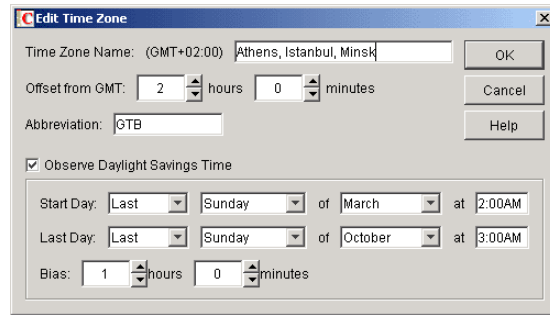 Edit Time Zone
Time Zone Name: (GMT+02:00) Athens, Istanbul, Minsk OK
Offset from GMT: 2 hours 0 minutes Cancel
Abbreviation: GTB Help
Observe Daylight Savings Time
Start Day: Last Sunday of March at 2:00AM
Last Day: Last Sunday of October at 3:00AM
Bias: 1 hours 0 minutes